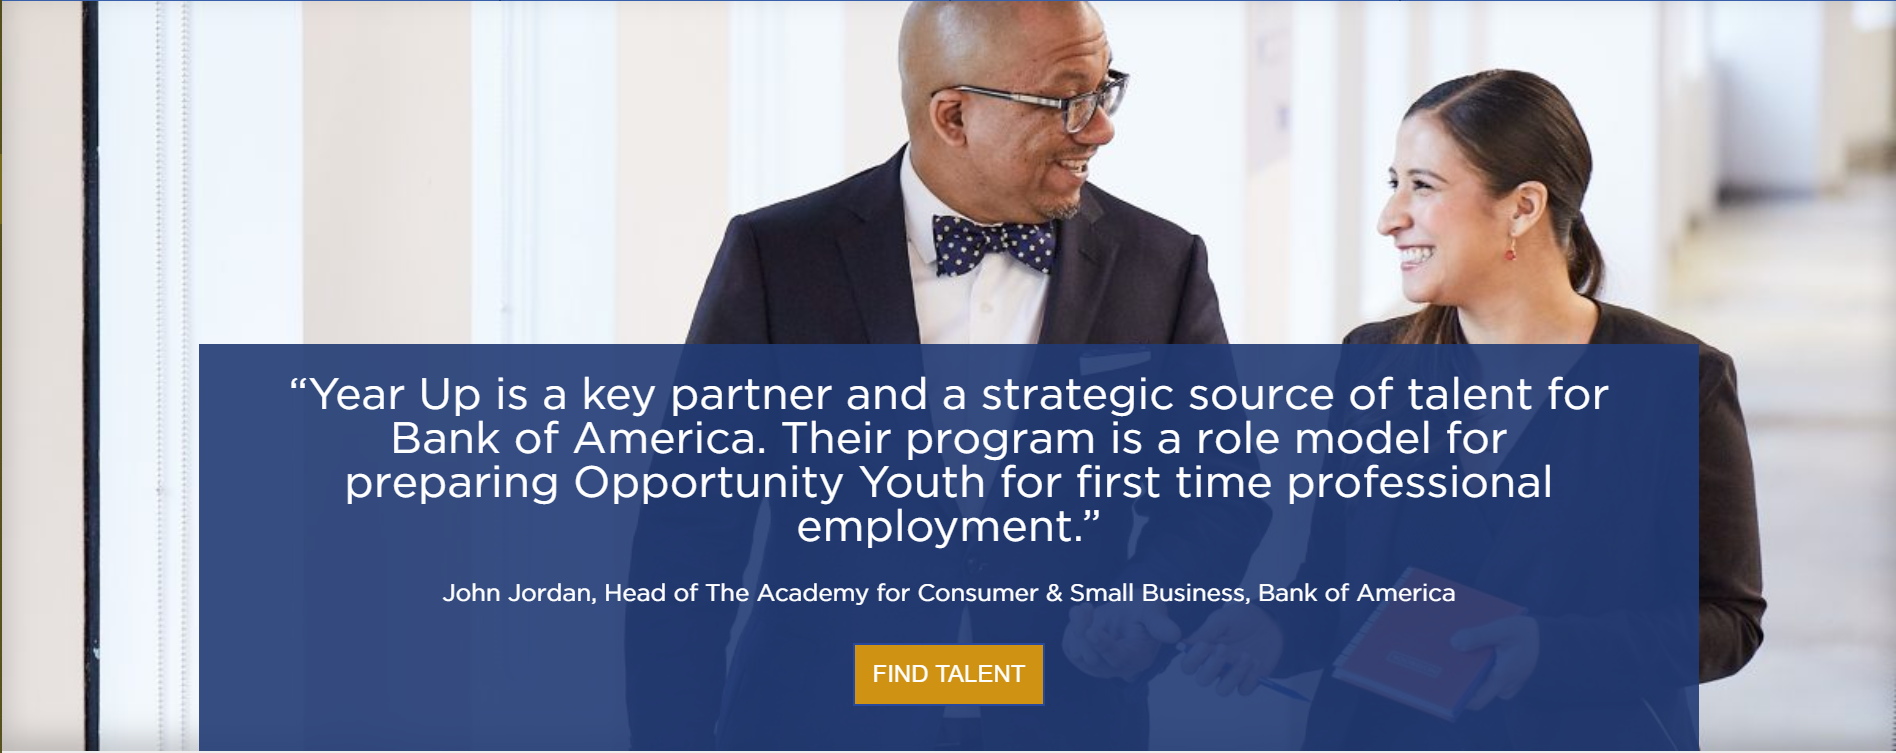 “Year Up is a key partner and a strategic source of talent for
Bank of America. Their program is a role model for
preparing Opportunity Youth for first time professional
employment.”
John Jordan, Head of The Academy for Consumer & Small Business, Bank of America
FIND TALENT